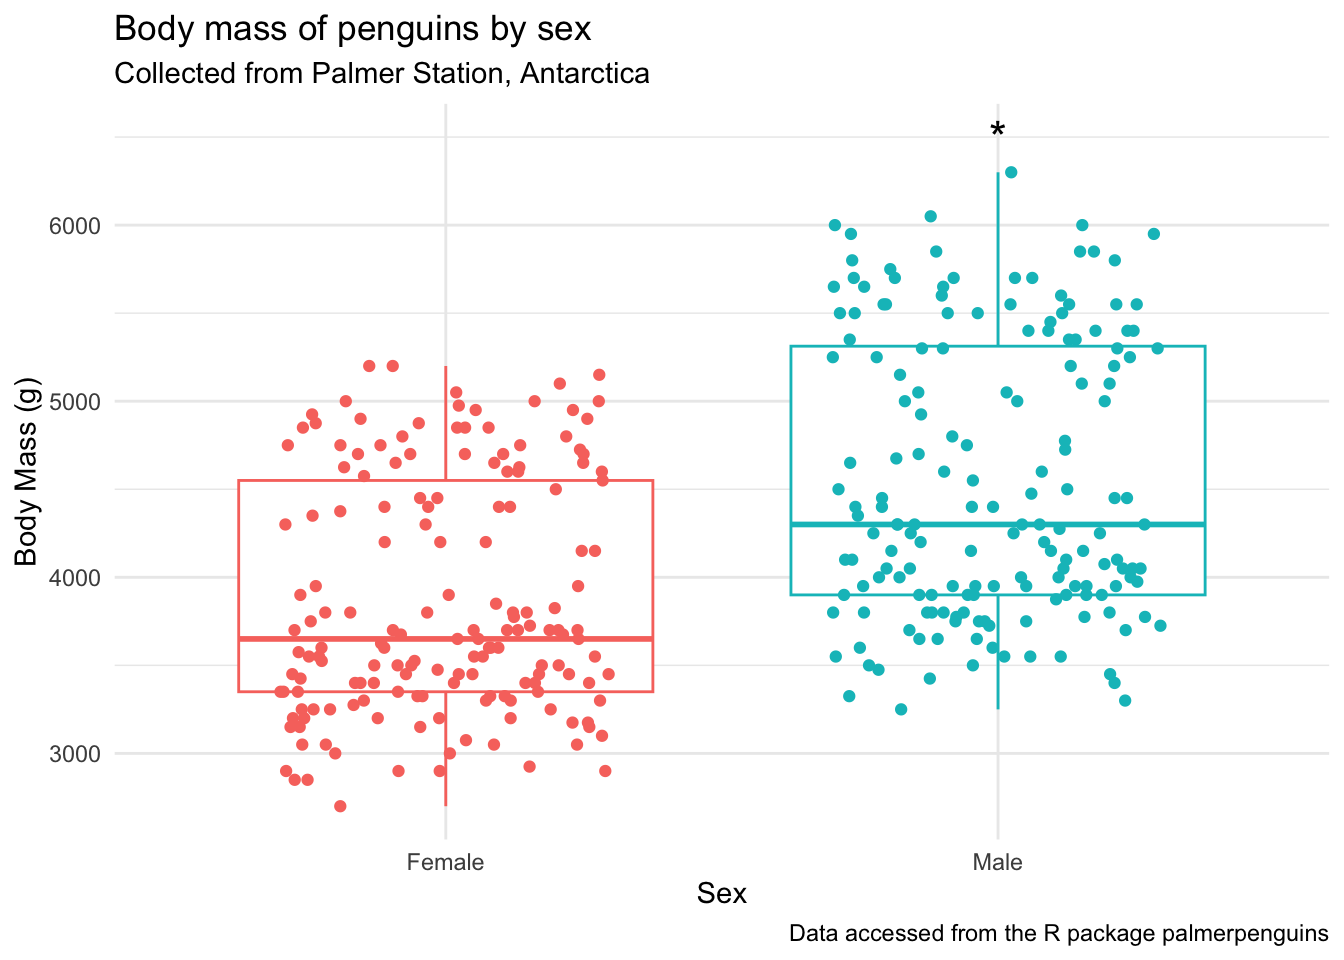 Body mass of penguins by sex
Collected from Palmer Station, Antarctica
*
6000
5000
4000
3000
Body Mass (g)
Female
Male
Sex
Data accessed from the R package palmerpenguins